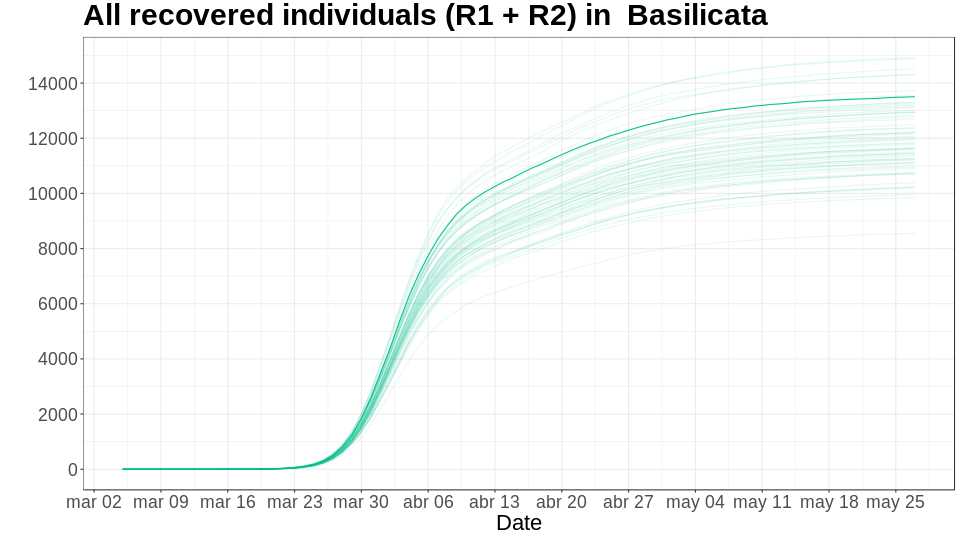 All recovered individuals (R1 + R2) in  Basilicata
14000
12000
10000
8000
6000
4000
2000
0
mar 02 mar 09 mar 16 mar 23 mar 30 abr 06 abr 13 abr 20 abr 27 may 04 may 11 may 18 may 25
Date